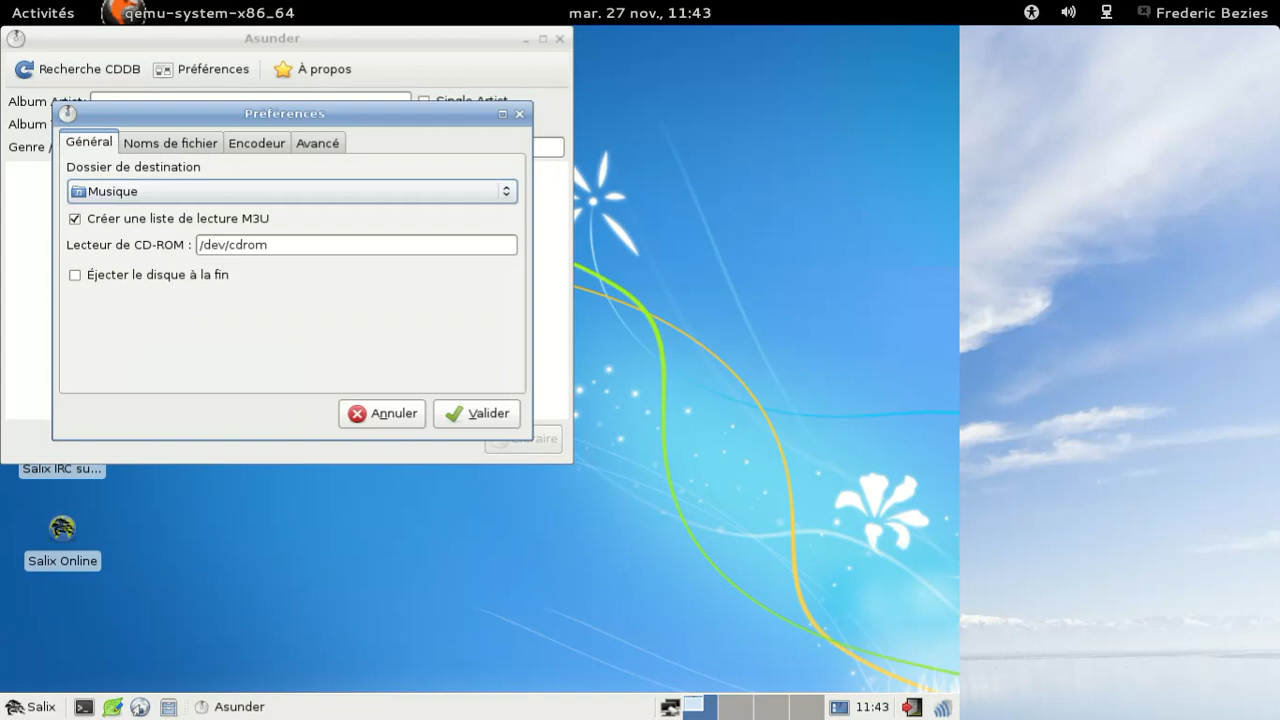 Activités qemu-system-x86_64 mar. 27 nov., 11:43 Frederic Bezies
Asunder
Recherche CDDB Préférences À propos
Album Single Artist
Album
Genre /
Préférences
Général Noms de fichier Encodeur Avancé
Dossier de destination
Musique
Créer une liste de lecture M3U
Lecteur de CD-ROM : /dev/cdrom
Éjecter le disque à la fin
Annuler Valider
Salix IRC su...
Salix Online
Salix Asunder 11:43